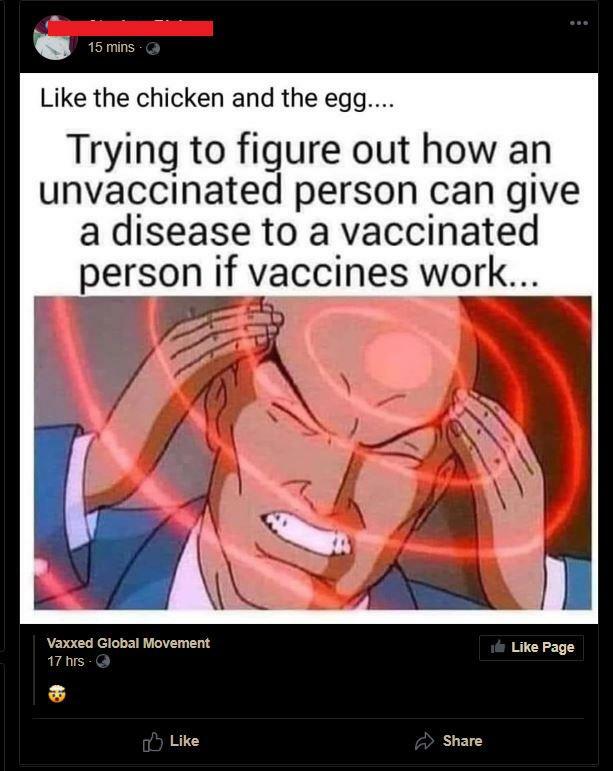 15 mins ·
Like the chicken and the egg....
Trying to figure out how an
unvaccinated person can give
a disease to a vaccinated
person if vaccines work...
Vaxxed Global Movement
17 hrs ·
Like Page
Like
Share